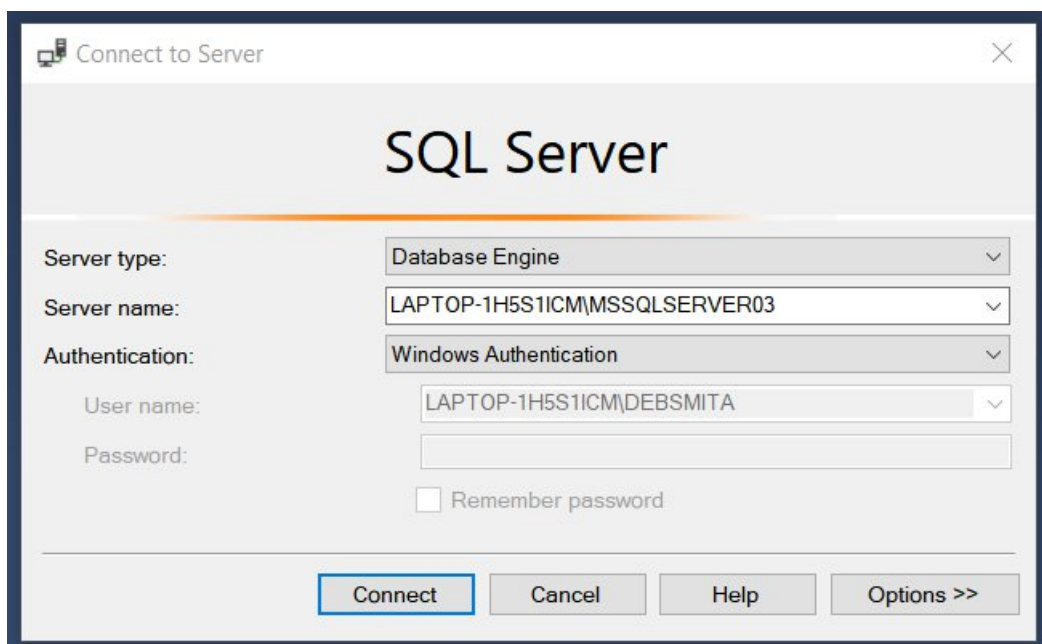 Connect to Server
SQL Server
Server type: Database Engine
Server name: LAPTOP-1H5S1ICM\MSSQLSERVER03
Authentication: Windows Authentication
User name: LAPTOP-1H5S1ICM\DEBSMITA
Password:
Remember password
Connect Cancel Help Options >>